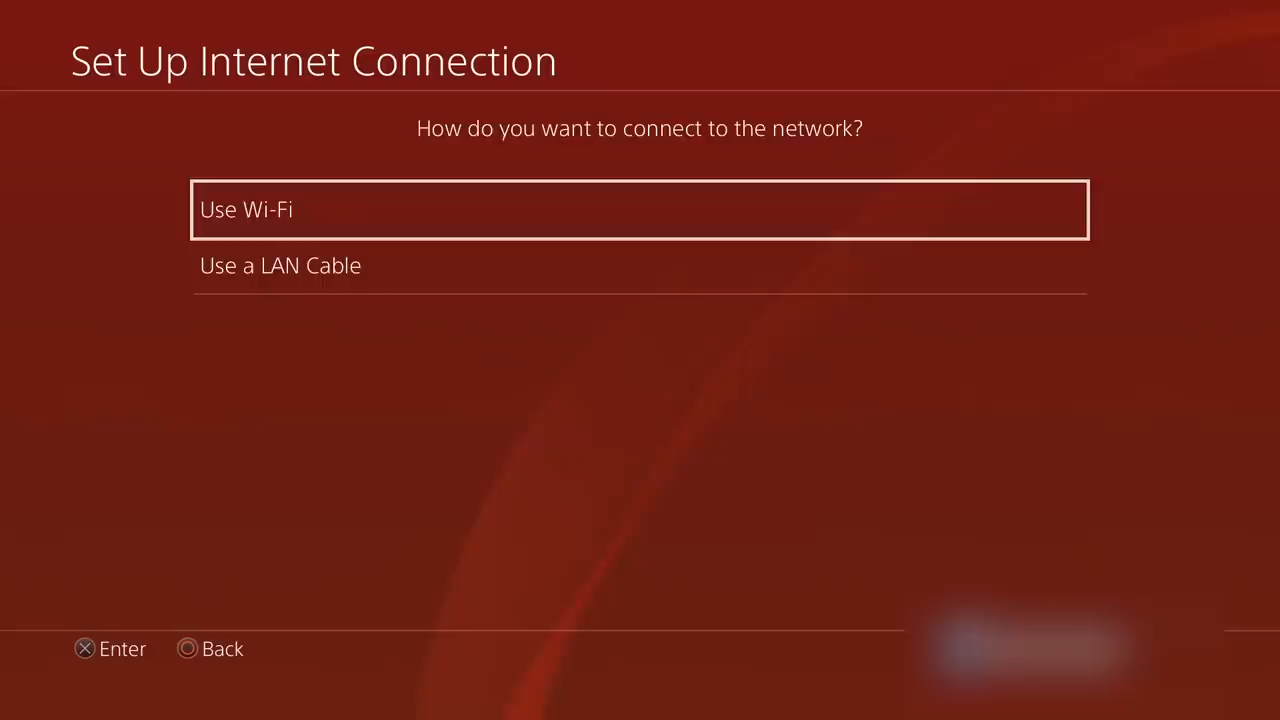 Set Up Internet Connection
How do you want to connect to the network?
Use Wi-Fi
Use a LAN Cable
Enter Back